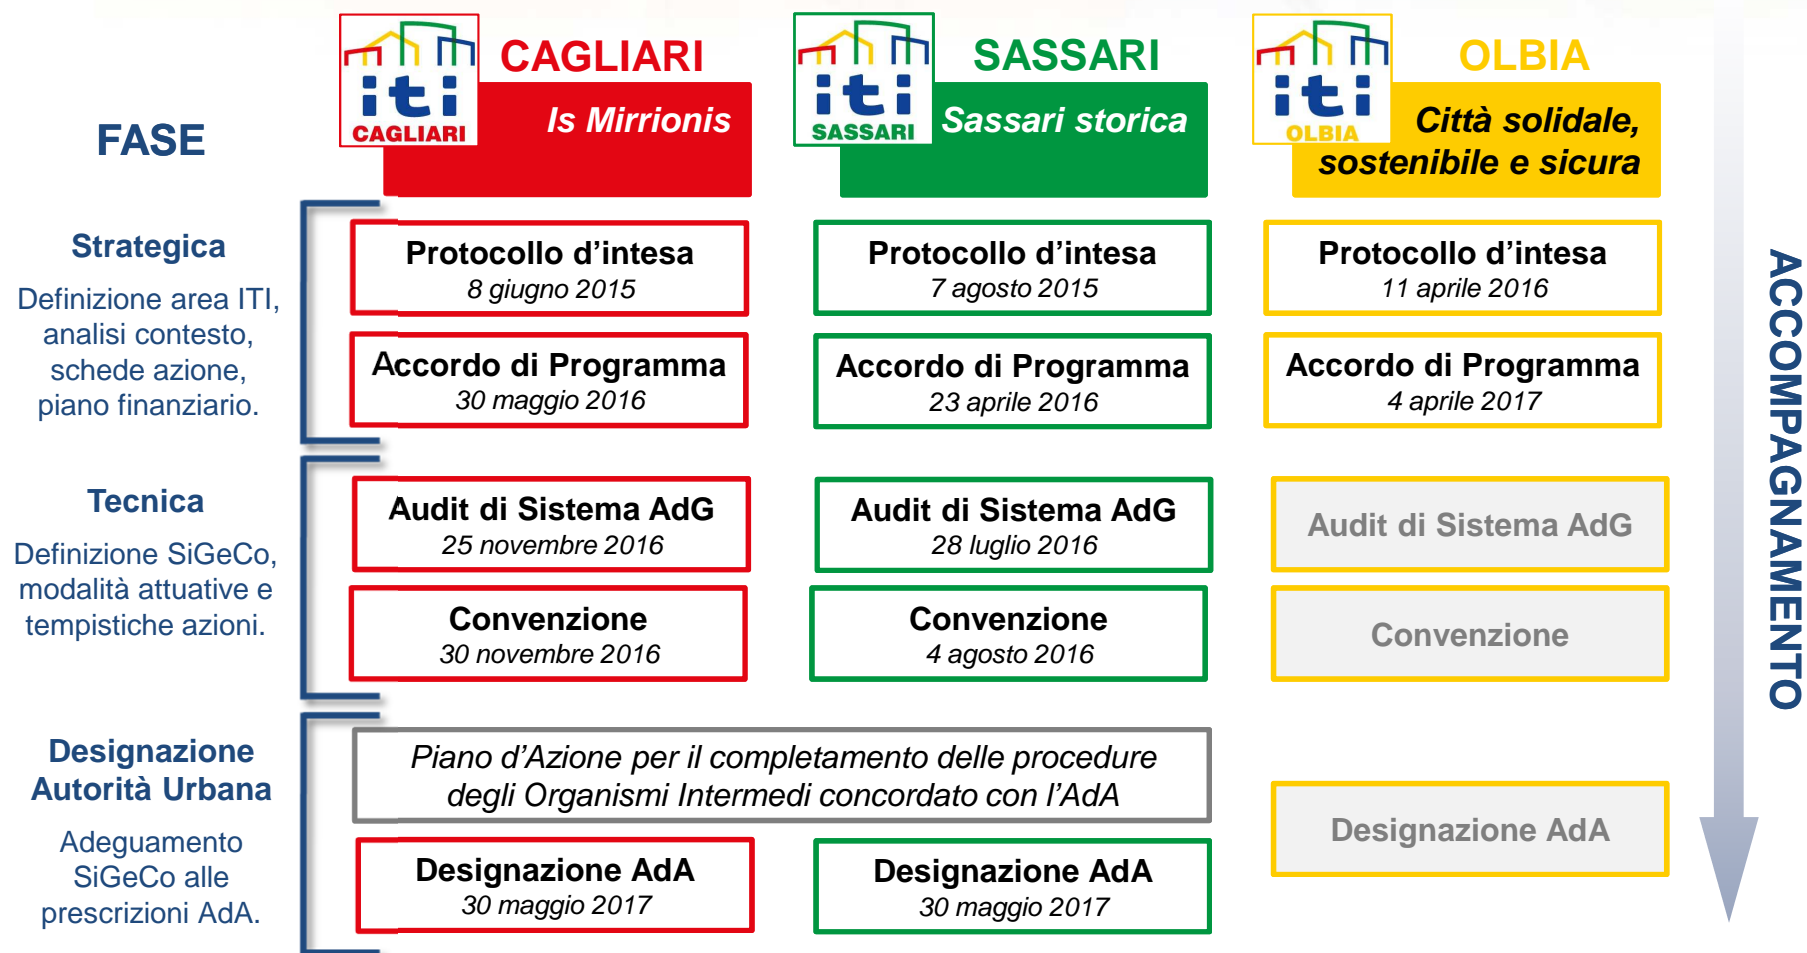 FASE
iti
CAGLIARI
CAGLIARI
Is Mirrionis
iti
SASSARI
SASSARI
Sassari storica
iti
OLBIA
OLBIA
Città solidale,
sostenibile e sicura
Strategica
Definizione area ITI,
analisi contesto,
schede azione,
piano finanziario.
Protocollo d'intesa
8 giugno 2015
Protocollo d'intesa
7 agosto 2015
Protocollo d'intesa
11 aprile 2016
Accordo di Programma
30 maggio 2016
Accordo di Programma
23 aprile 2016
Accordo di Programma
4 aprile 2017
Tecnica
Definizione SiGeCo,
modalità attuative e
tempistiche azioni.
Audit di Sistema AdG
25 novembre 2016
Audit di Sistema AdG
28 luglio 2016
Audit di Sistema AdG
Convenzione
30 novembre 2016
Convenzione
4 agosto 2016
Convenzione
Designazione
Autorità Urbana
Adeguamento
SiGeCo alle
prescrizioni AdA.
Piano d'Azione per il completamento delle procedure
degli Organismi Intermedi concordato con l'AdA
Designazione AdA
30 maggio 2017
Designazione AdA
30 maggio 2017
Designazione AdA
ACCOMPAGNAMENTO